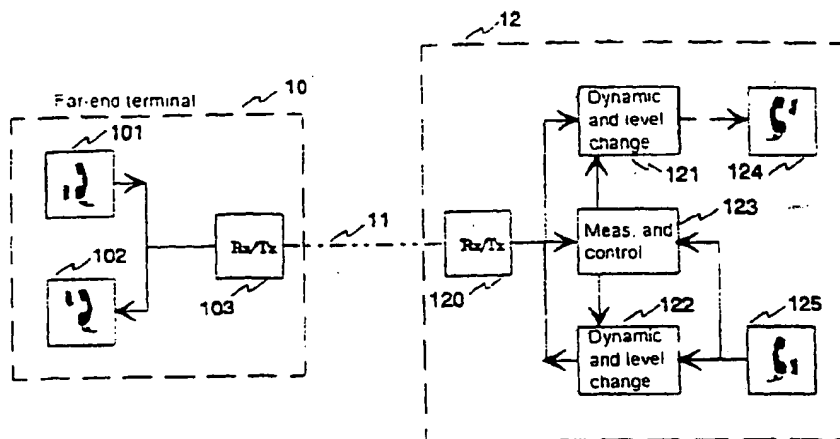 12
Far-end terminal
10
101
Rx/Tx
103
102
11
Rx/Tx
120
Dynamic
and level
change
121
124
Meas. and
control
123
122
Dynamic
and level
change
125